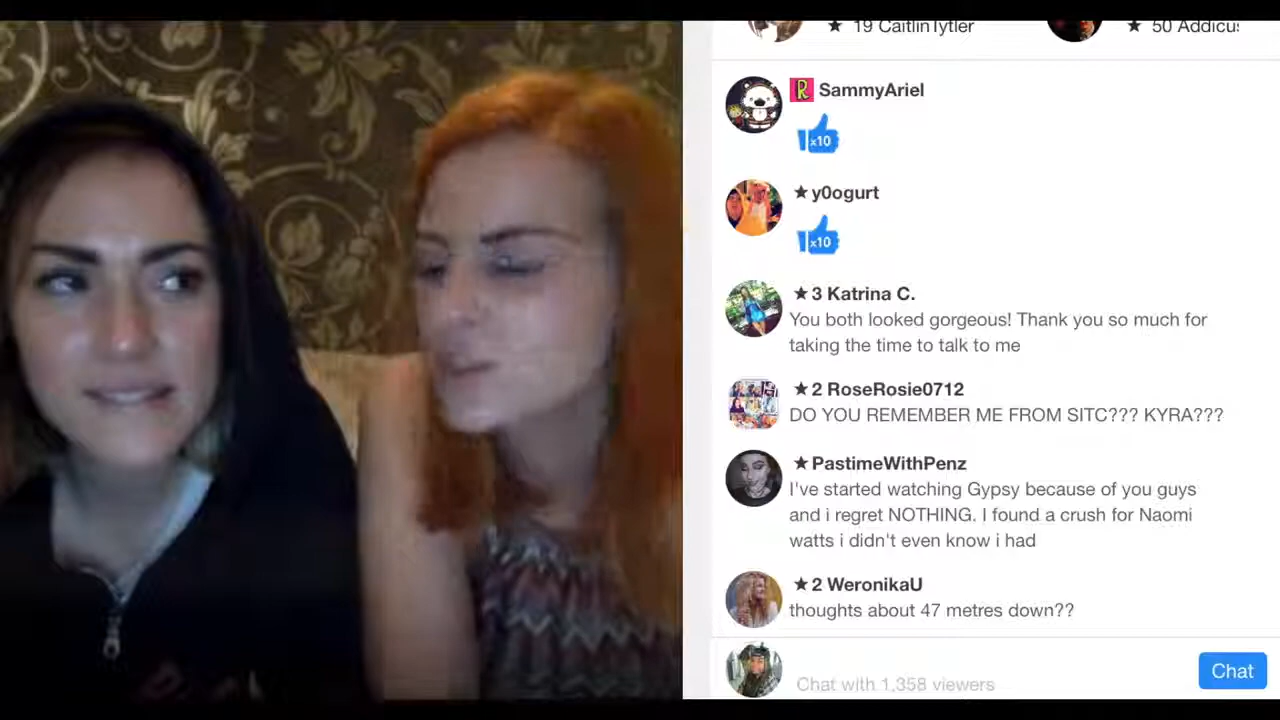 ★ 19 CaitlinTytler
★ 50 Addicu
R SammyAriel
x10
★ y0ogurt
x10
★ 3 Katrina C.
You both looked gorgeous! Thank you so much for
taking the time to talk to me
★ 2 RoseRosie0712
DO YOU REMEMBER ME FROM SITC??? KYRA???
★ PastimeWithPenz
I've started watching Gypsy because of you guys
and i regret NOTHING. I found a crush for Naomi
watts i didn't even know i had
★ 2 WeronikaU
thoughts about 47 metres down??
Chat with 1,358 viewers
Chat